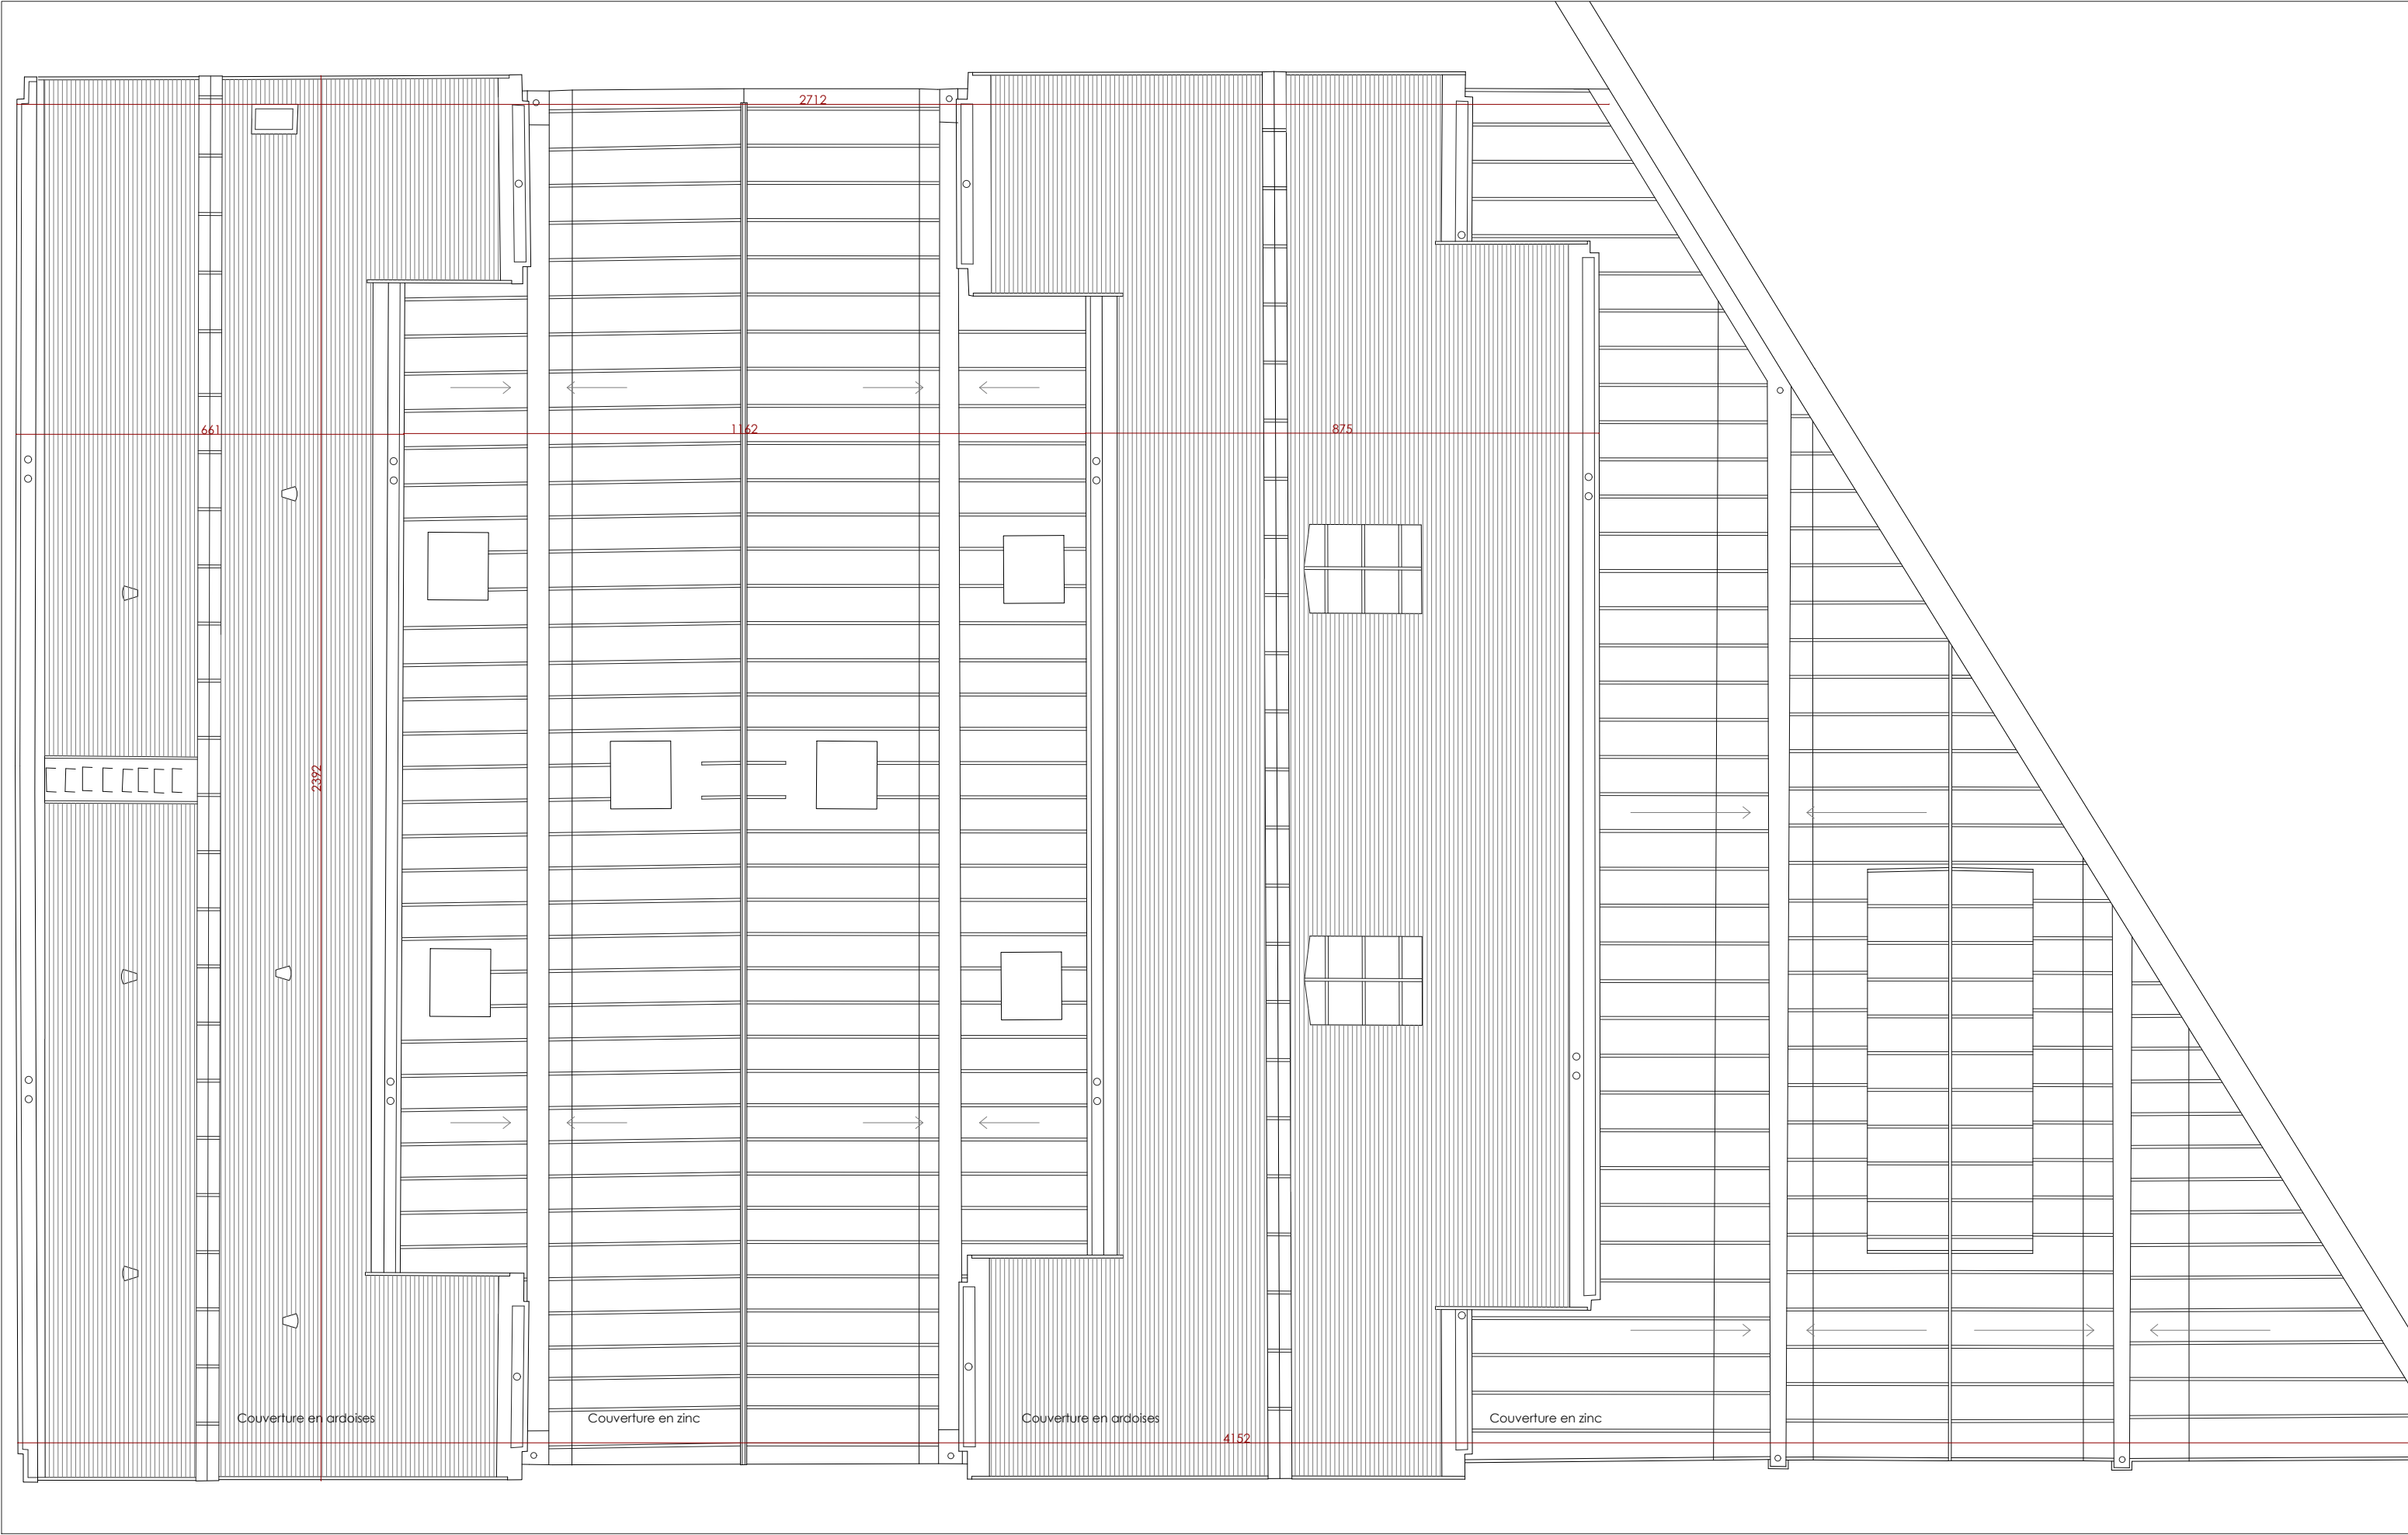 2712
661
1162
875
2392
Couverture en ardoises
Couverture en zinc
Couverture en ardoises
Couverture en zinc
4152